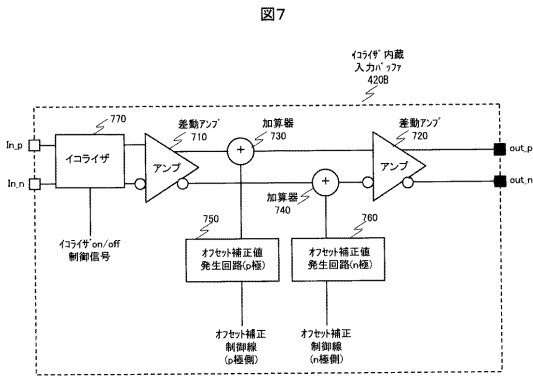 図7
ｲｺﾗｲｻﾞ内蔵
入力ﾊﾞｯﾌｧ
420B
770
差動ｱﾝﾌﾟ
710
加算器
730
差動ｱﾝﾌﾟ
720
In_p
イコライザ
アンプ
+
アンプ
out_p
In_n
+
out_n
加算器
740
ｲｺﾗｲｻﾞon/off
制御信号
750
760
ｵﾌｾｯﾄ補正値
発生回路(p極)
ｵﾌｾｯﾄ補正値
発生回路(n極)
ｵﾌｾｯﾄ補正
制御線
(p極側)
ｵﾌｾｯﾄ補正
制御線
(n極側)